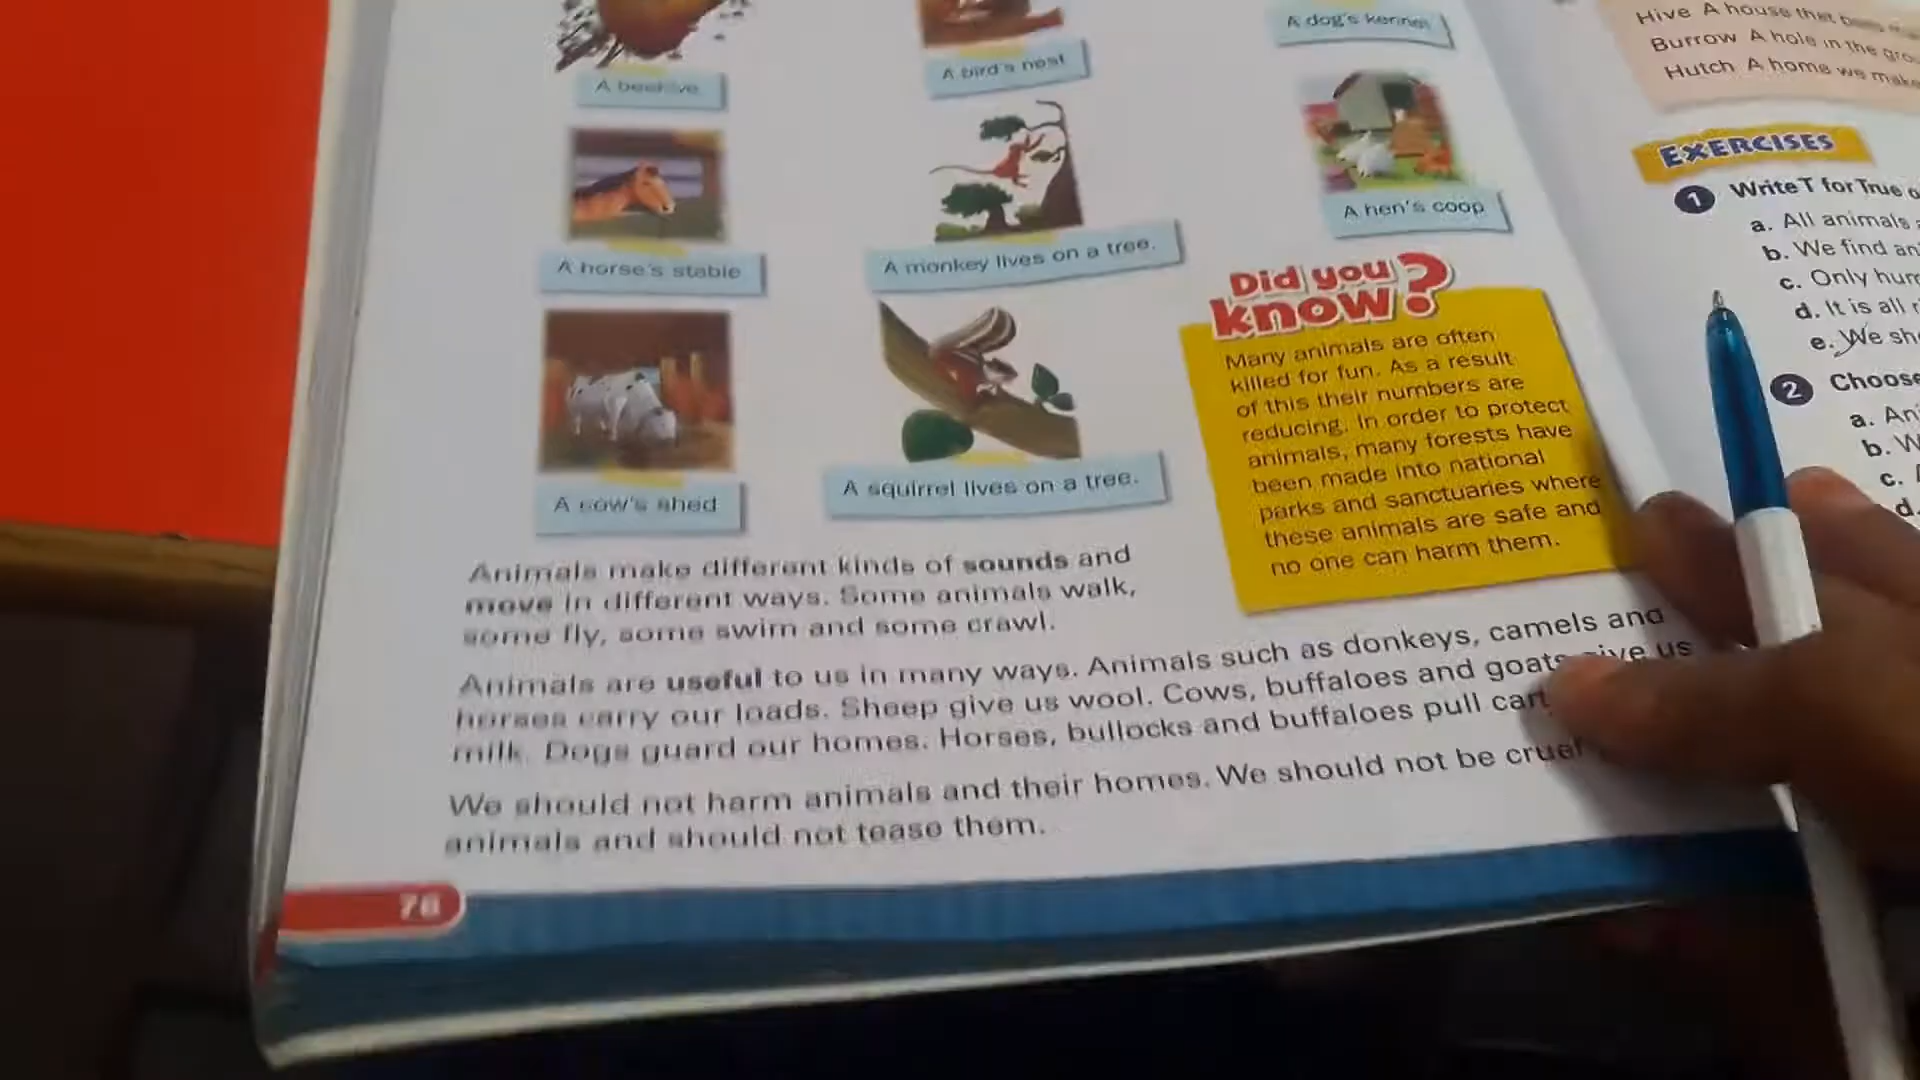 A beehive
A bird's nest
A dog's kennel
A horse's stable
A monkey lives on a tree.
A hen's coop
A cow's shed
A squirrel lives on a tree.
Did you
know?
Many animals are often
killed for fun. As a result
of this their numbers are
reducing. In order to protect
animals, many forests have
been made into national
parks and sanctuaries where
these animals are safe and
no one can harm them.
Animals make different kinds of sounds and
move in different ways. Some animals walk,
some fly, some swim and some crawl.
Animals are useful to us in many ways. Animals such as donkeys, camels and
horses carry our loads. Sheep give us wool. Cows, buffaloes and goats give us
milk. Dogs guard our homes. Horses, bullocks and buffaloes pull
We should not harm animals and their homes. We should not be cruel
animals and should not tease them.
76
Hive A house that bees
Burrow A hole in the
Hutch A home we make
EXERCISES
1 Write T for True
a. All animals
b. We find
c. Only
d. It is all
e. We
2 Choose
a.
b.
c.
d.